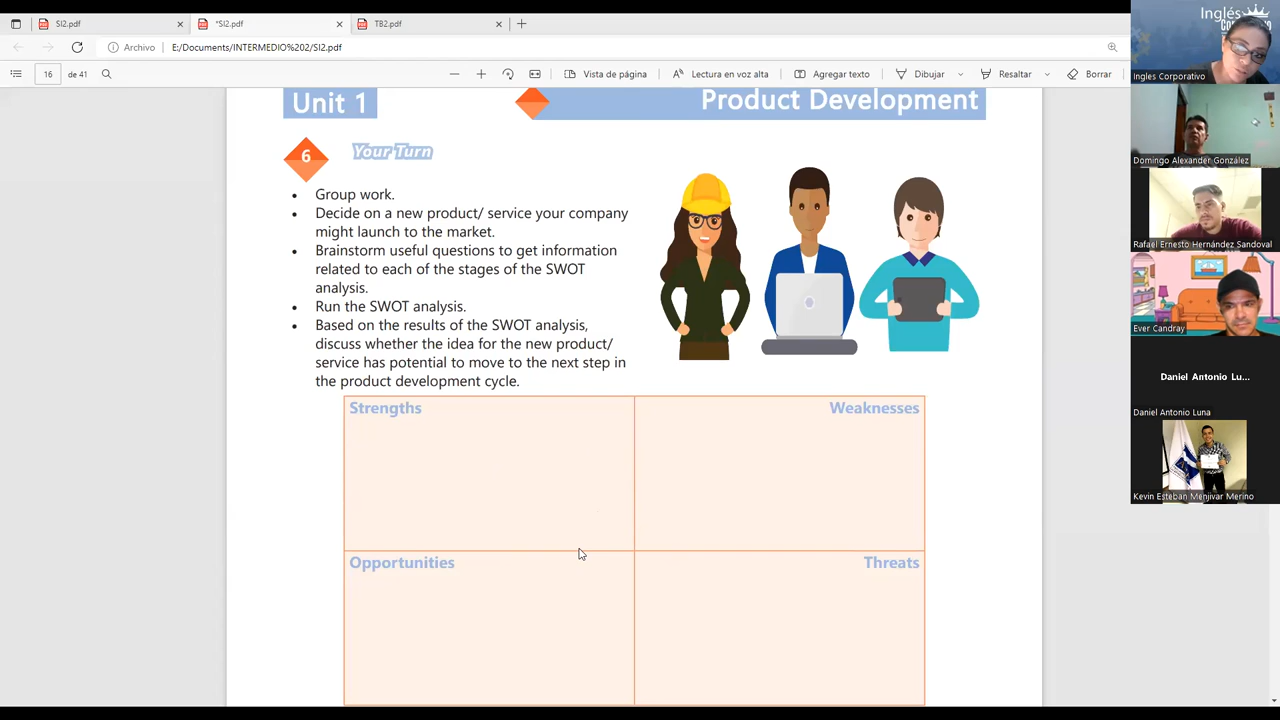 SI2.pdf
*SI2.pdf
TB2.pdf
Archivo
E:/Documents/INTERMEDIO%202/SI2.pdf
16
de 41
Vista de página
Lectura en voz alta
Agregar texto
Dibujar
Resaltar
Borrar
Unit 1
Product Development
6
Your Turn
• Group work.
• Decide on a new product/ service your company
might launch to the market.
• Brainstorm useful questions to get information
related to each of the stages of the SWOT
analysis.
• Run the SWOT analysis.
• Based on the results of the SWOT analysis,
discuss whether the idea for the new product/
service has potential to move to the next step in
the product development cycle.
Strengths
Weaknesses
Opportunities
Threats
Inglés
Ingles Corporativo
Domingo Alexander González
Rafael Ernesto Hernández Sandoval
Ever Candray
Daniel Antonio Lu...
Daniel Antonio Luna
Kevin Esteban Menjivar Merino